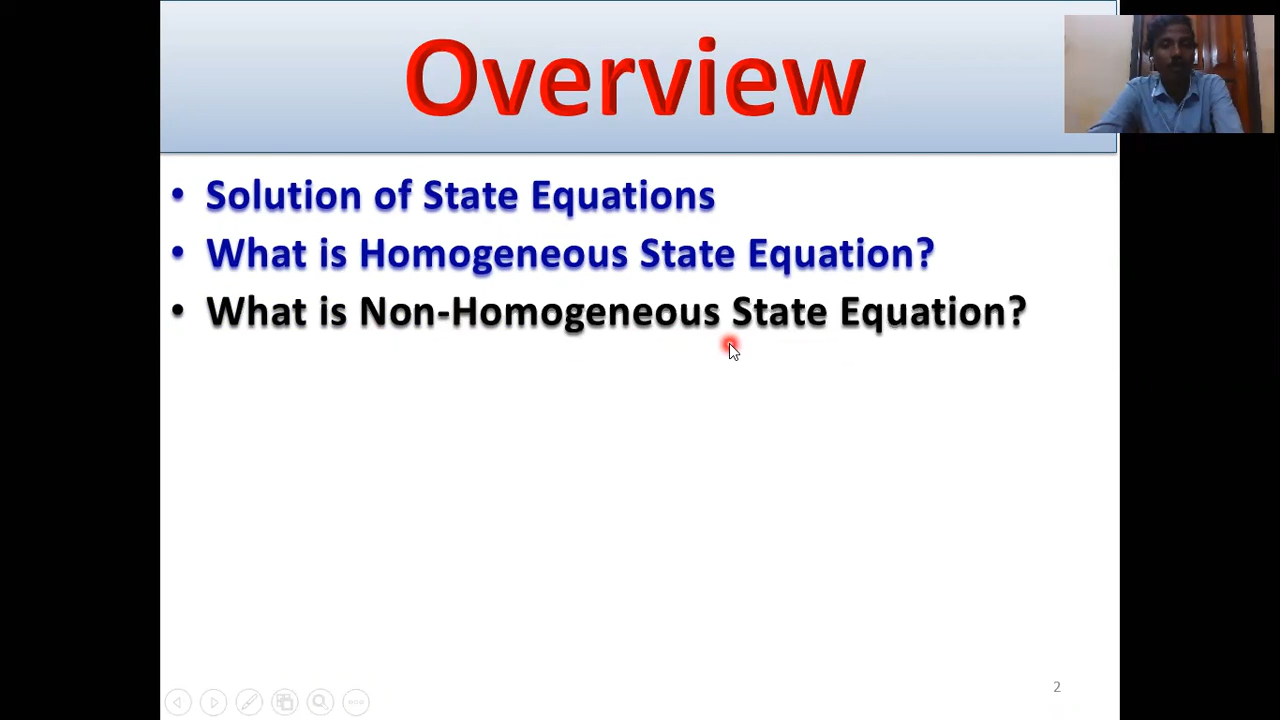 Overview
• Solution of State Equations
• What is Homogeneous State Equation?
• What is Non-Homogeneous State Equation?
2